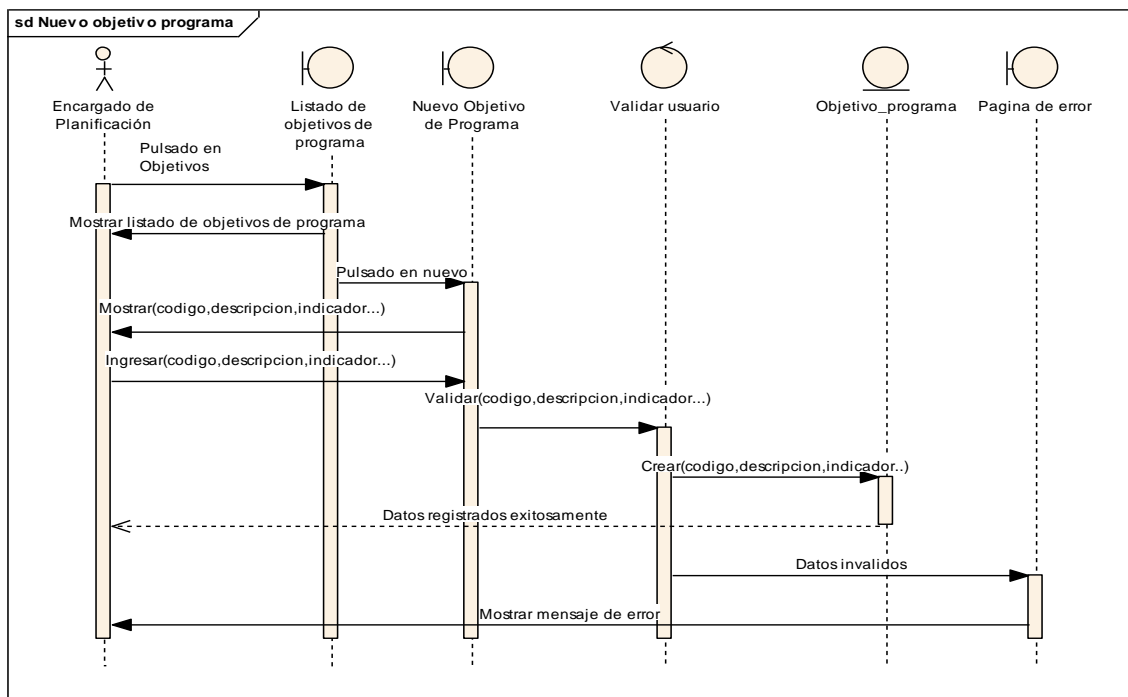 sd Nuevo objetivo programa
Encargado de
Planificación
Listado de
objetivos de
programa
Nuevo Objetivo
de Programa
Validar usuario
Objetivo_programa
Pagina de error
Pulsado en
Objetivos
Mostrar listado de objetivos de programa
Pulsado en nuevo
Mostrar(codigo,descripcion,indicador...)
Ingresar(codigo,descripcion,indicador...)
Validar(codigo,descripcion,indicador...)
Crear(codigo,descripcion,indicador..)
Datos registrados exitosamente
Datos invalidos
Mostrar mensaje de error